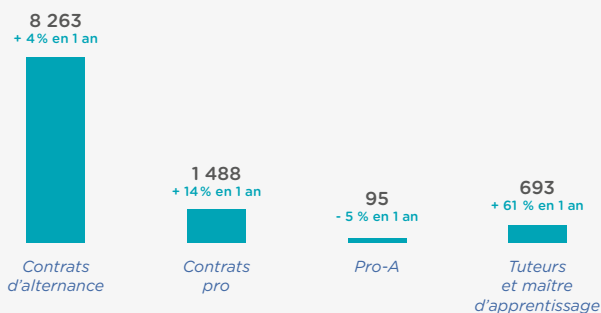 8 263
+ 4% en 1 an
Contrats
d'alternance
1 488
+ 14% en 1 an
Contrats
pro
95
- 5 % en 1 an
Pro-A
693
+ 61 % en 1 an
Tuteurs
et maître
d'apprentissage